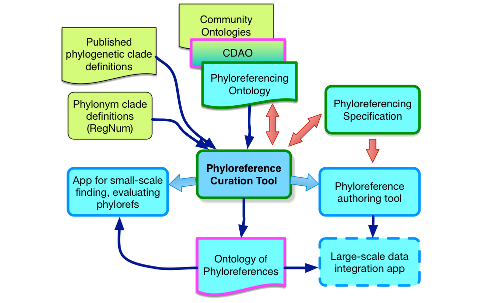 Community
Ontologies
CDAO
Phyloreferencing
Ontology
Published
phylogenetic clade
definitions
Phylonym clade
definitions
(RegNum)
Phyloreferencing
Specification
Phyloreference
Curation Tool
App for small-scale
finding, evaluating
phylorefs
Phyloreference
authoring tool
Ontology of
Phyloreferences
Large-scale data
integration app